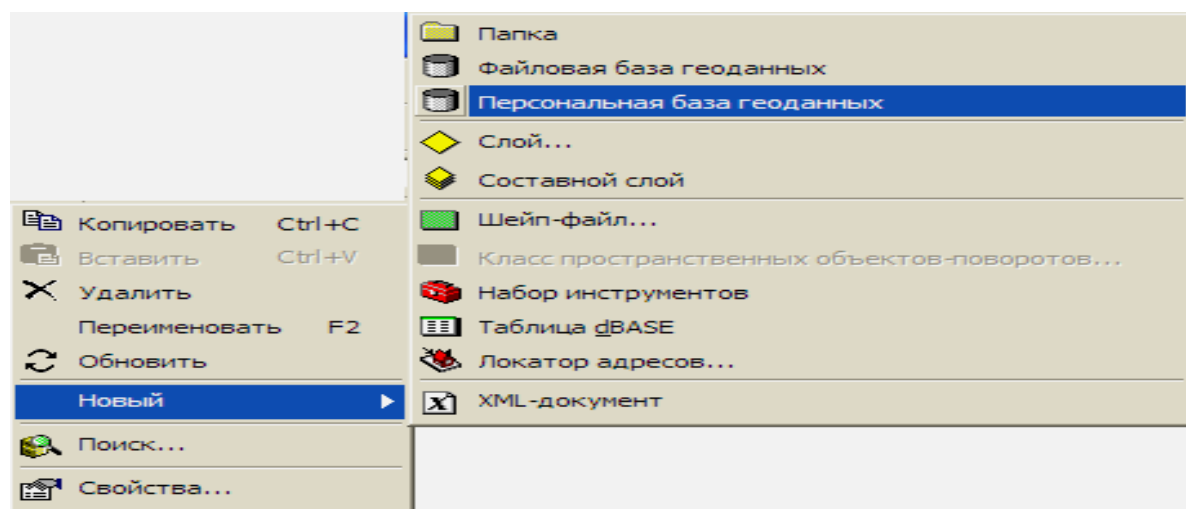 Папка
Файловая база геоданных
Персональная база геоданных
Слой...
Составной слой
Шейп-файл...
Класс пространственных объектов-поворотов...
Набор инструментов
Таблица dBASE
Локатор адресов...
XML-документ
Копировать Ctrl+C
Вставить Ctrl+V
Удалить
Переименовать F2
Обновить
Новый
Поиск...
Свойства...